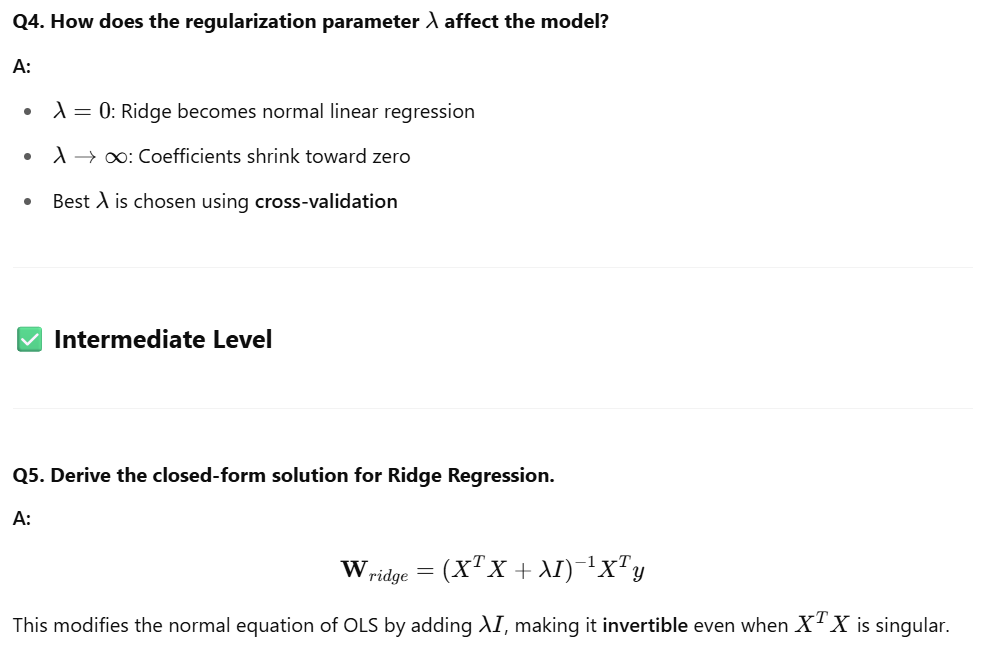 Q4. How does the regularization parameter λ affect the model?
A:
• λ = 0: Ridge becomes normal linear regression
• λ → ∞: Coefficients shrink toward zero
• Best λ is chosen using cross-validation
✅ Intermediate Level
Q5. Derive the closed-form solution for Ridge Regression.
A:
W_ridge = (X^T X + λI)^−1 X^T y
This modifies the normal equation of OLS by adding λI, making it invertible even when X^T X is singular.